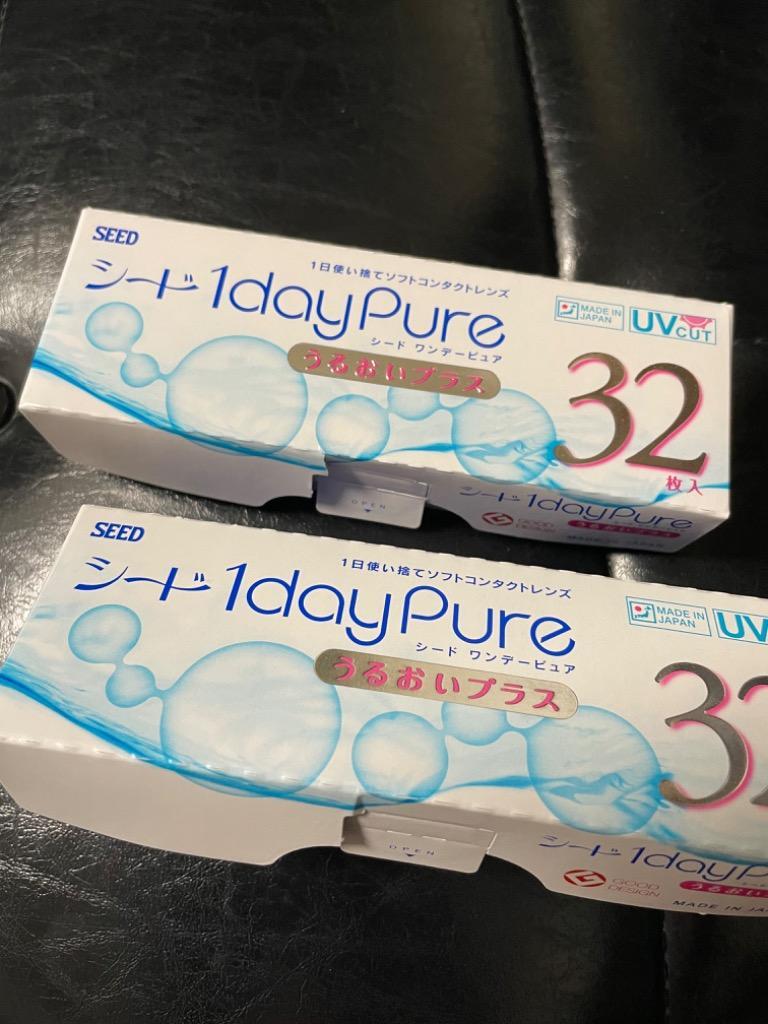 SEED
1日使い捨てソフトコンタクトレンズ
シード 1dayPure
シード ワンデーピュア
うるおいプラス
MADE IN JAPAN
UV CUT
32
枚入
OPEN
シード 1dayPure
うるおいプラス
GOOD DESIGN
MADE IN JAPAN
SEED
1日使い捨てソフトコンタクトレンズ
シード 1dayPure
シード ワンデーピュア
うるおいプラス
MADE IN JAPAN
UV
32
OPEN
シード 1dayP
うるおいプ
GOOD DESIGN
MADE IN JA